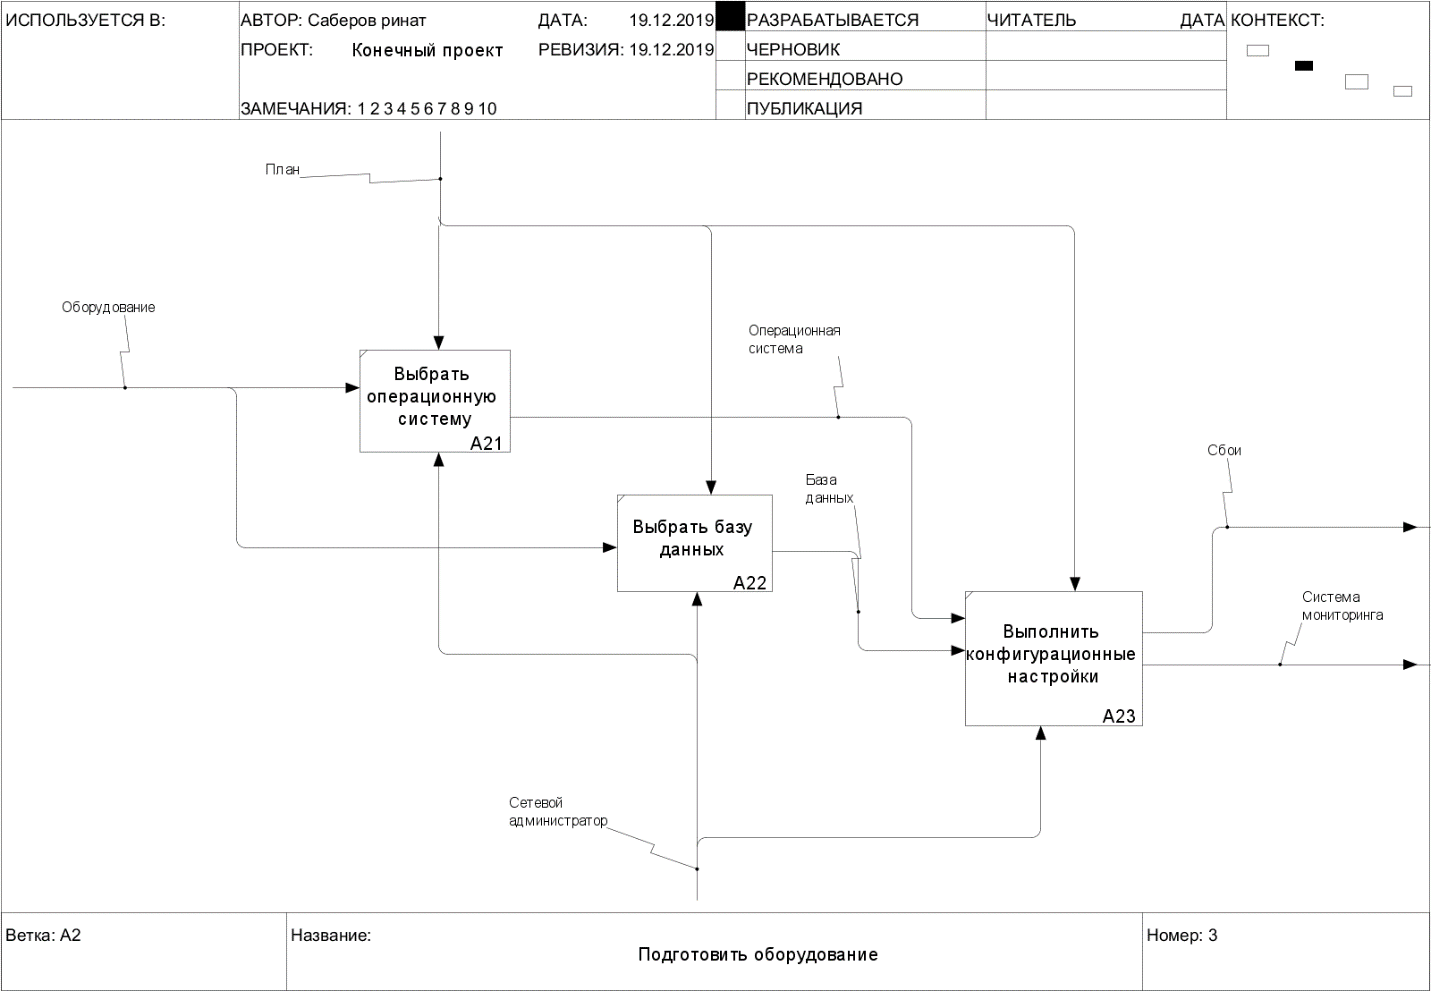 ИСПОЛЬЗУЕТСЯ В:
АВТОР: Саберов ринат
ДАТА: 19.12.2019
ПРОЕКТ: Конечный проект
РЕВИЗИЯ: 19.12.2019
ЗАМЕЧАНИЯ: 1 2 3 4 5 6 7 8 9 10
РАЗРАБАТЫВАЕТСЯ
ЧЕРНОВИК
РЕКОМЕНДОВАНО
ПУБЛИКАЦИЯ
ЧИТАТЕЛЬ
ДАТА
КОНТЕКСТ:
План
Оборудование
Операционная
система
Выбрать
операционную
систему
A21
Сбои
База
данных
Выбрать базу
данных
A22
Система
мониторинга
Выполнить
конфигурационные
настройки
A23
Сетевой
администратор
Ветка: A2
Название:
Подготовить оборудование
Номер: 3